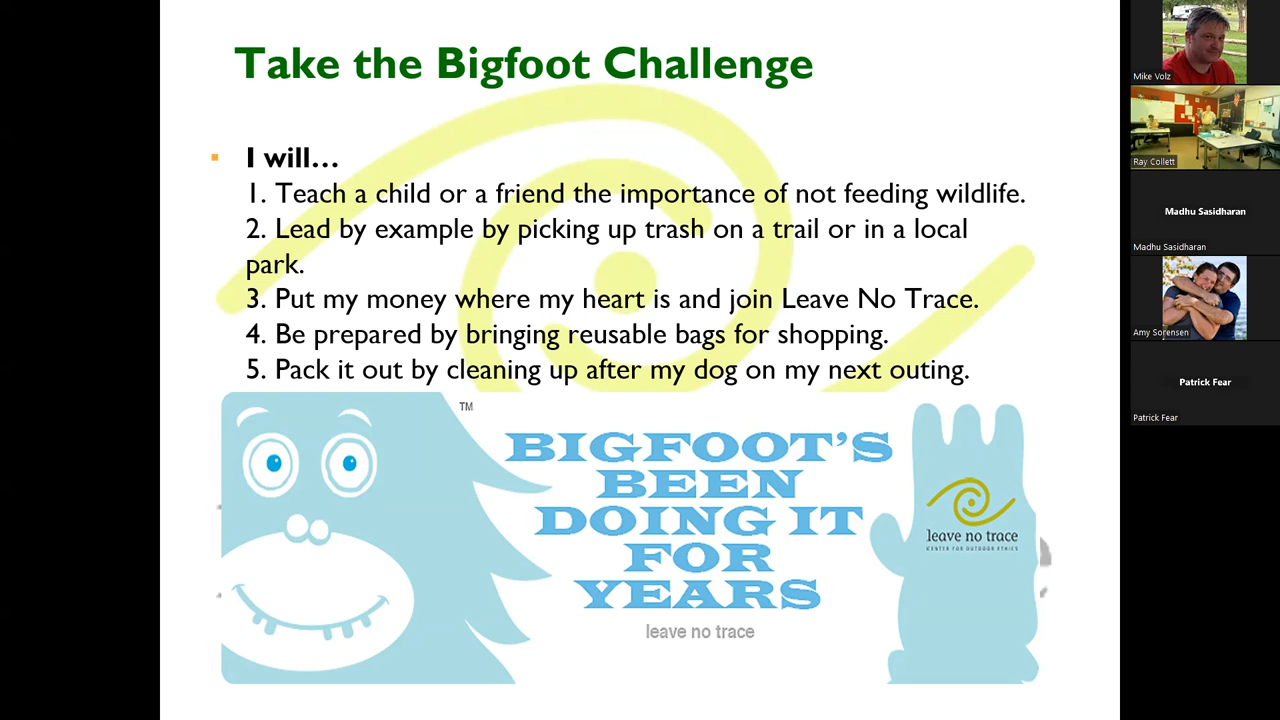 Take the Bigfoot Challenge
I will…
1. Teach a child or a friend the importance of not feeding wildlife.
2. Lead by example by picking up trash on a trail or in a local
park.
3. Put my money where my heart is and join Leave No Trace.
4. Be prepared by bringing reusable bags for shopping.
5. Pack it out by cleaning up after my dog on my next outing.
TM
BIGFOOT'S
BEEN
DOING IT
FOR
YEARS
leave no trace
leave no trace
CENTER FOR OUTDOOR ETHICS
Mike Volz
Ray Collett
Madhu Sasidharan
Madhu Sasidharan
Amy Sorensen
Patrick Fear
Patrick Fear